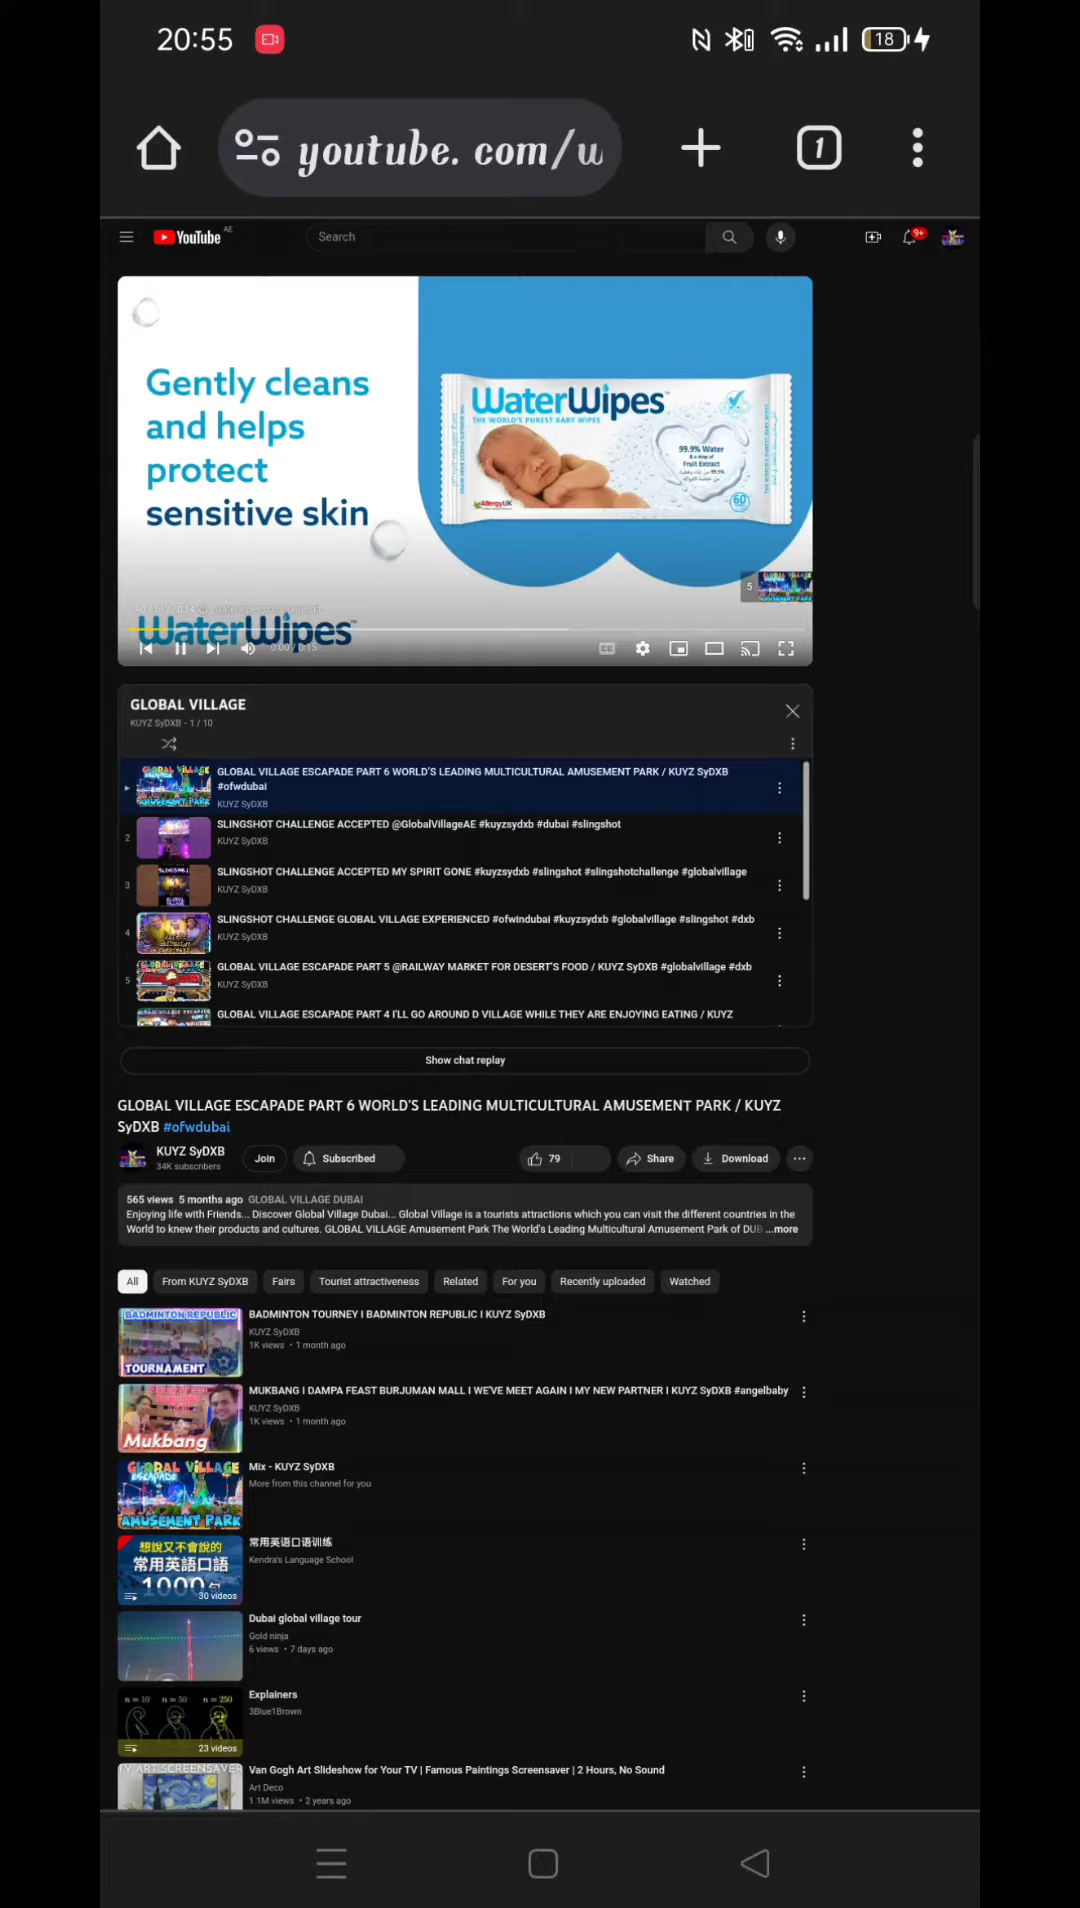 20:55
18
youtube. com/w
1
YouTube AE
Search
9+
Gently cleans
and helps
protect
sensitive skin
WaterWipes
THE WORLD'S PUREST BABY WIPES
99.9% Water
& a drop of
Fruit Extract
AllergyUK
60
5
WaterWipes
0:00 / 0:15
GLOBAL VILLAGE
KUYZ SyDXB - 1 / 10
GLOBAL VILLAGE ESCAPADE PART 6 WORLD'S LEADING MULTICULTURAL AMUSEMENT PARK / KUYZ SyDXB
#ofwdubai
KUYZ SyDXB
2
SLINGSHOT CHALLENGE ACCEPTED @GlobalVillageAE #kuyzsydxb #dubai #slingshot
KUYZ SyDXB
3
SLINGSHOT CHALLENGE ACCEPTED MY SPIRIT GONE #kuyzsydxb #slingshot #slingshotchallenge #globalvillage
KUYZ SyDXB
4
SLINGSHOT CHALLENGE GLOBAL VILLAGE EXPERIENCED #ofwindubai #kuyzsydxb #globalvillage #slingshot #dxb
KUYZ SyDXB
5
GLOBAL VILLAGE ESCAPADE PART 5 @RAILWAY MARKET FOR DESERT'S FOOD / KUYZ SyDXB #globalvillage #dxb
KUYZ SyDXB
GLOBAL VILLAGE ESCAPADE PART 4 I'LL GO AROUND D VILLAGE WHILE THEY ARE ENJOYING EATING / KUYZ
Show chat replay
GLOBAL VILLAGE ESCAPADE PART 6 WORLD'S LEADING MULTICULTURAL AMUSEMENT PARK / KUYZ
SyDXB #ofwdubai
KUYZ SyDXB
34K subscribers
Join
Subscribed
79
Share
Download
565 views 5 months ago GLOBAL VILLAGE DUBAI
Enjoying life with Friends... Discover Global Village Dubai... Global Village is a tourists attractions which you can visit the different countries in the
World to knew their products and cultures. GLOBAL VILLAGE Amusement Park The World's Leading Multicultural Amusement Park of DUB ...more
All
From KUYZ SyDXB
Fairs
Tourist attractiveness
Related
For you
Recently uploaded
Watched
BADMINTON REPUBLIC
TOURNAMENT
BADMINTON TOURNEY I BADMINTON REPUBLIC I KUYZ SyDXB
KUYZ SyDXB
1K views • 1 month ago
Mukbang
MUKBANG I DAMPA FEAST BURJUMAN MALL I WE'VE MEET AGAIN I MY NEW PARTNER I KUYZ SyDXB #angelbaby
KUYZ SyDXB
1K views • 1 month ago
GLOBAL VILLAGE
ESCAPADE
AMUSEMENT PARK
Mix - KUYZ SyDXB
More from this channel for you
想說又不會說的
常用英語口語
1000句
30 videos
常用英语口语训练
Kendra's Language School
Dubai global village tour
Gold ninja
6 views • 7 days ago
n = 10 n = 50 n = 250
23 videos
Explainers
3Blue1Brown
TV ART SCREENSAVER
Van Gogh Art Slideshow for Your TV | Famous Paintings Screensaver | 2 Hours, No Sound
Art Deco
1.1M views • 2 years ago